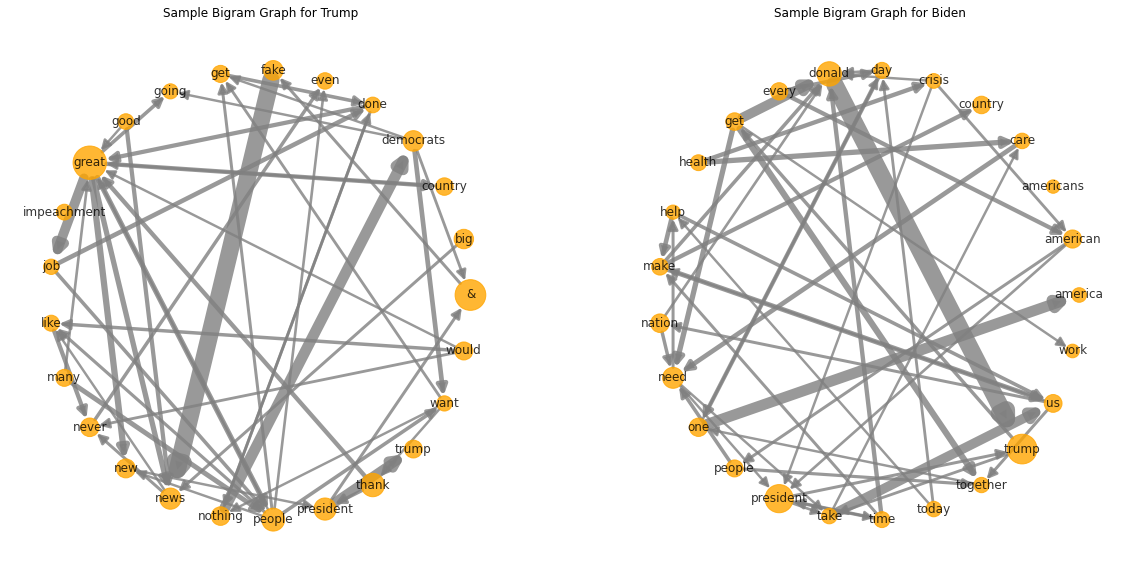 Sample Bigram Graph for Trump
fake
get
even
going
done
good
democrats
great
country
impeachment
big
job
&
like
would
many
want
never
trump
new
thank
news
president
nothing
people
Sample Bigram Graph for Biden
donald
day
crisis
every
country
get
care
health
americans
help
american
make
america
nation
work
need
us
one
trump
people
together
president
today
take
time